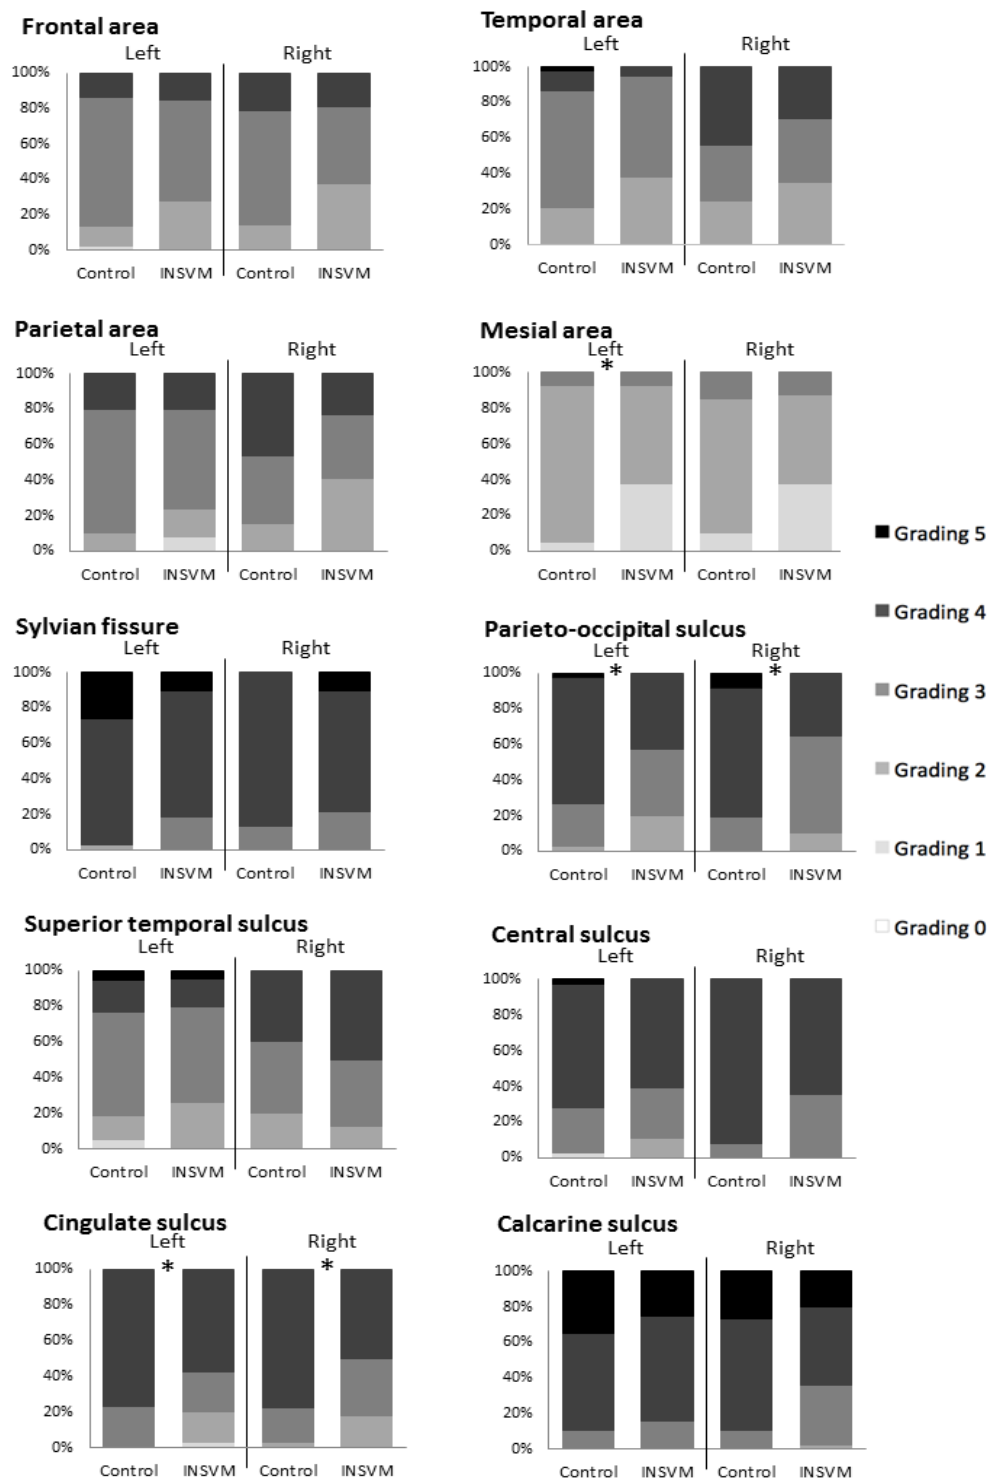 Frontal area
Left Right
100%
80%
60%
40%
20%
0%
Control INSVM Control INSVM
Temporal area
Left Right
100%
80%
60%
40%
20%
0%
Control INSVM Control INSVM
Parietal area
Left Right
100%
80%
60%
40%
20%
0%
Control INSVM Control INSVM
Mesial area
Left Right
*
100%
80%
60%
40%
20%
0%
Control INSVM Control INSVM
Sylvian fissure
Left Right
100%
80%
60%
40%
20%
0%
Control INSVM Control INSVM
Parieto-occipital sulcus
Left Right
* *
100%
80%
60%
40%
20%
0%
Control INSVM Control INSVM
Superior temporal sulcus
Left Right
100%
80%
60%
40%
20%
0%
Control INSVM Control INSVM
Central sulcus
Left Right
100%
80%
60%
40%
20%
0%
Control INSVM Control INSVM
Cingulate sulcus
Left Right
* *
100%
80%
60%
40%
20%
0%
Control INSVM Control INSVM
Calcarine sulcus
Left Right
100%
80%
60%
40%
20%
0%
Control INSVM Control INSVM
Grading 5
Grading 4
Grading 3
Grading 2
Grading 1
Grading 0